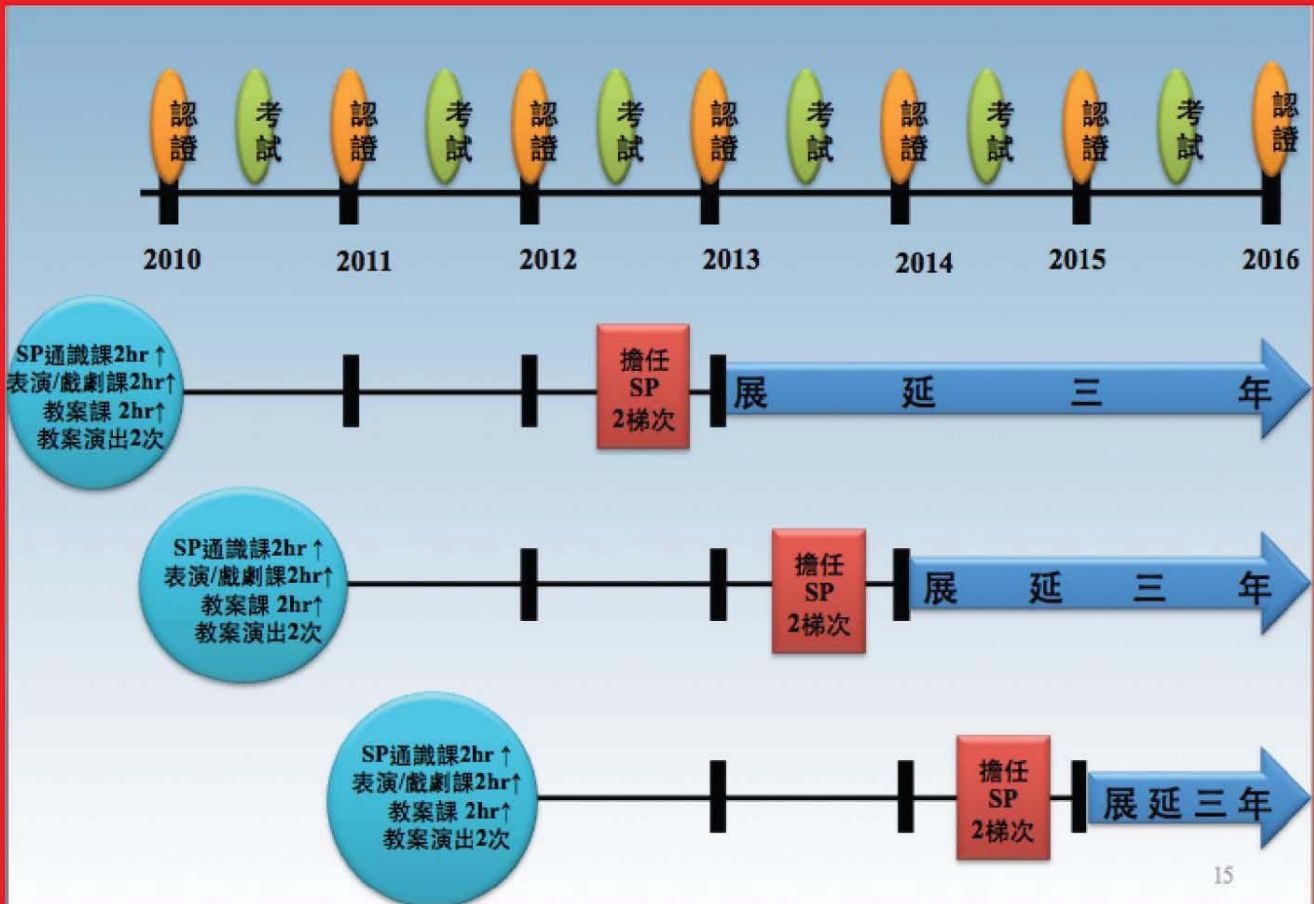 認證
考試
認證
考試
認證
考試
認證
考試
認證
考試
認證
考試
認證
2010
2011
2012
2013
2014
2015
2016
SP通識課2hr ↑
表演/戲劇課2hr↑
教案課 2hr↑
教案演出2次
擔任
SP
2梯次
展延三年
SP通識課2hr ↑
表演/戲劇課2hr↑
教案課 2hr↑
教案演出2次
擔任
SP
2梯次
展延三年
SP通識課2hr ↑
表演/戲劇課2hr↑
教案課 2hr↑
教案演出2次
擔任
SP
2梯次
展延三年
15